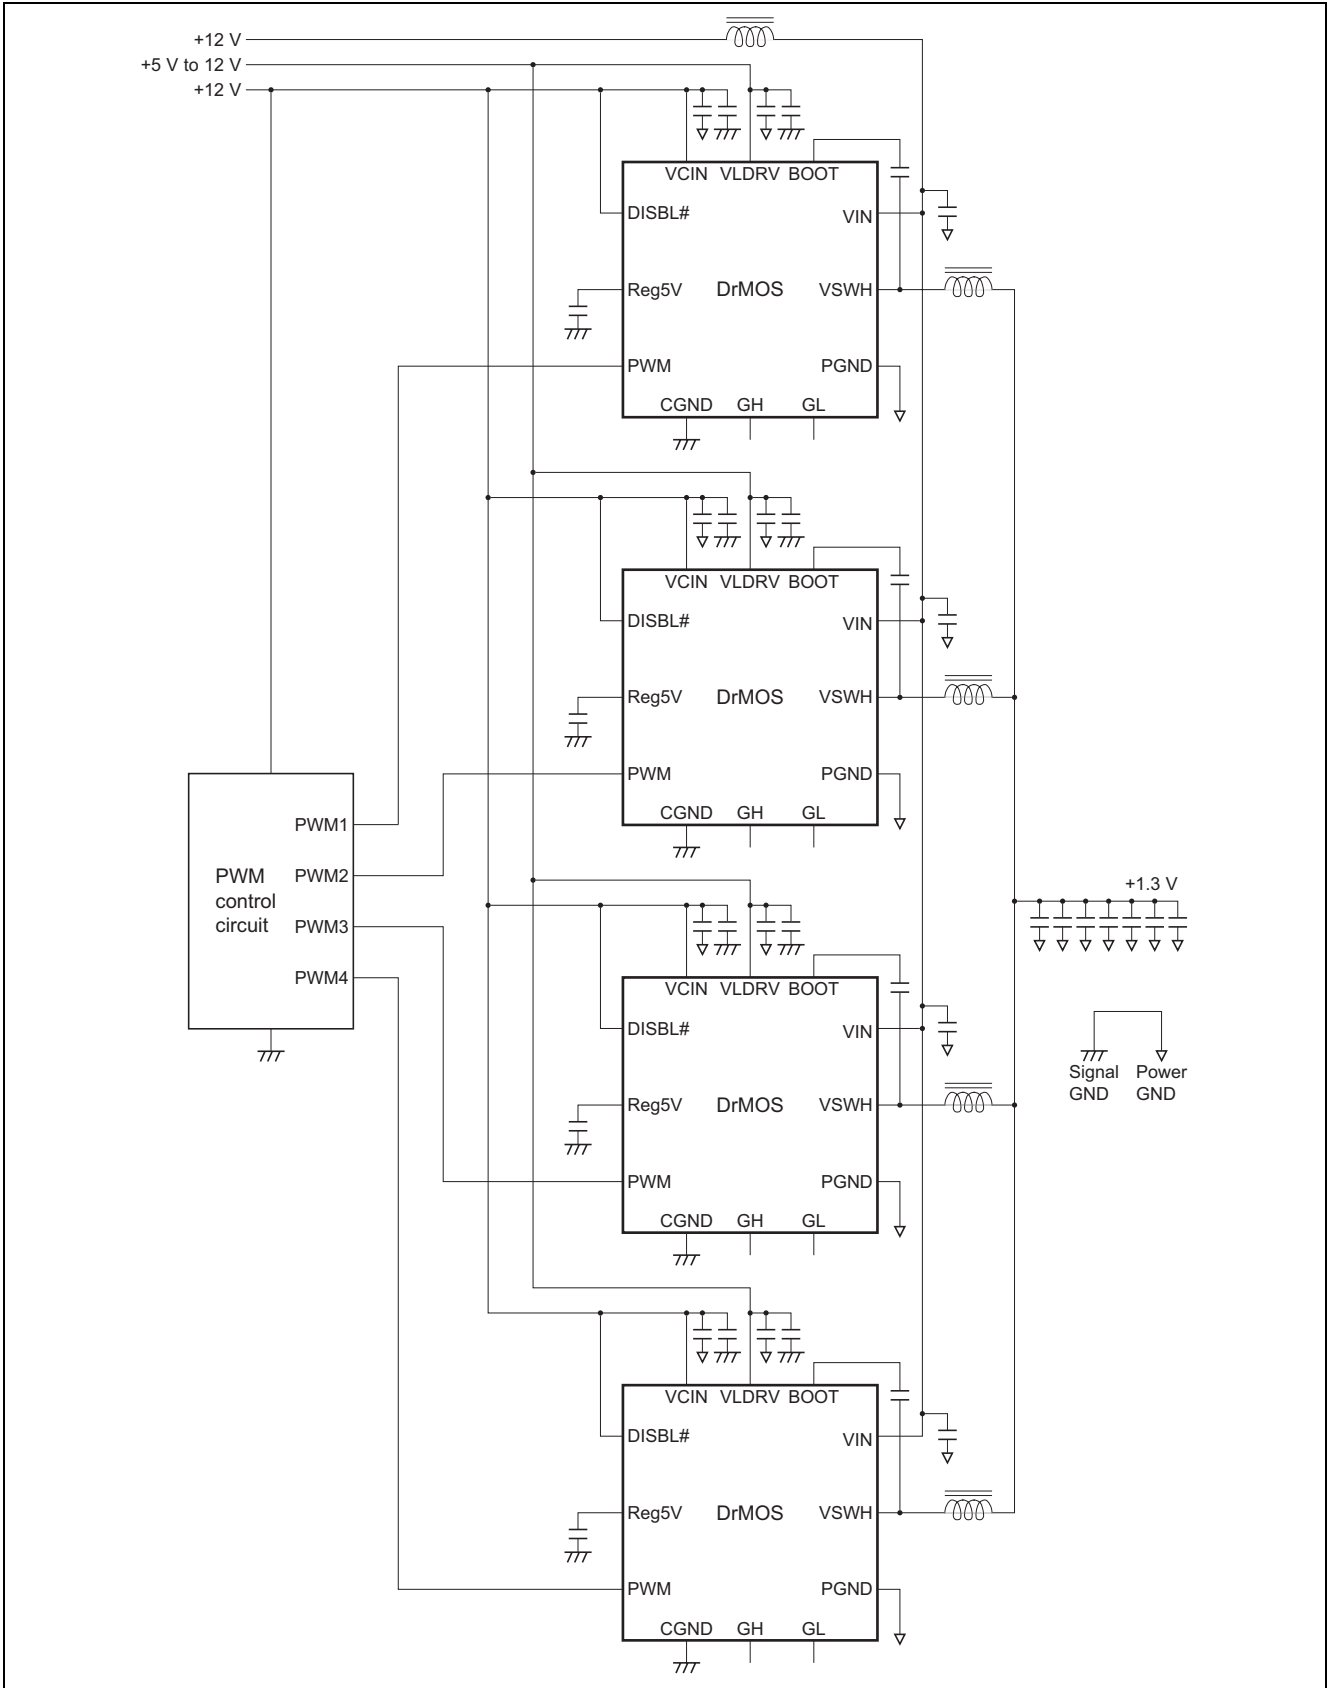 +12 V
+5 V to 12 V
+12 V
VCIN VLDRV BOOT
DISBL#
VIN
Reg5V DrMOS VSWH
PWM PGND
CGND GH GL
VCIN VLDRV BOOT
DISBL#
VIN
Reg5V DrMOS VSWH
PWM PGND
CGND GH GL
PWM1
PWM2
PWM3
PWM4
PWM
control
circuit
+1.3 V
VCIN VLDRV BOOT
DISBL#
VIN
Reg5V DrMOS VSWH
PWM PGND
CGND GH GL
Signal
GND
Power
GND
VCIN VLDRV BOOT
DISBL#
VIN
Reg5V DrMOS VSWH
PWM PGND
CGND GH GL